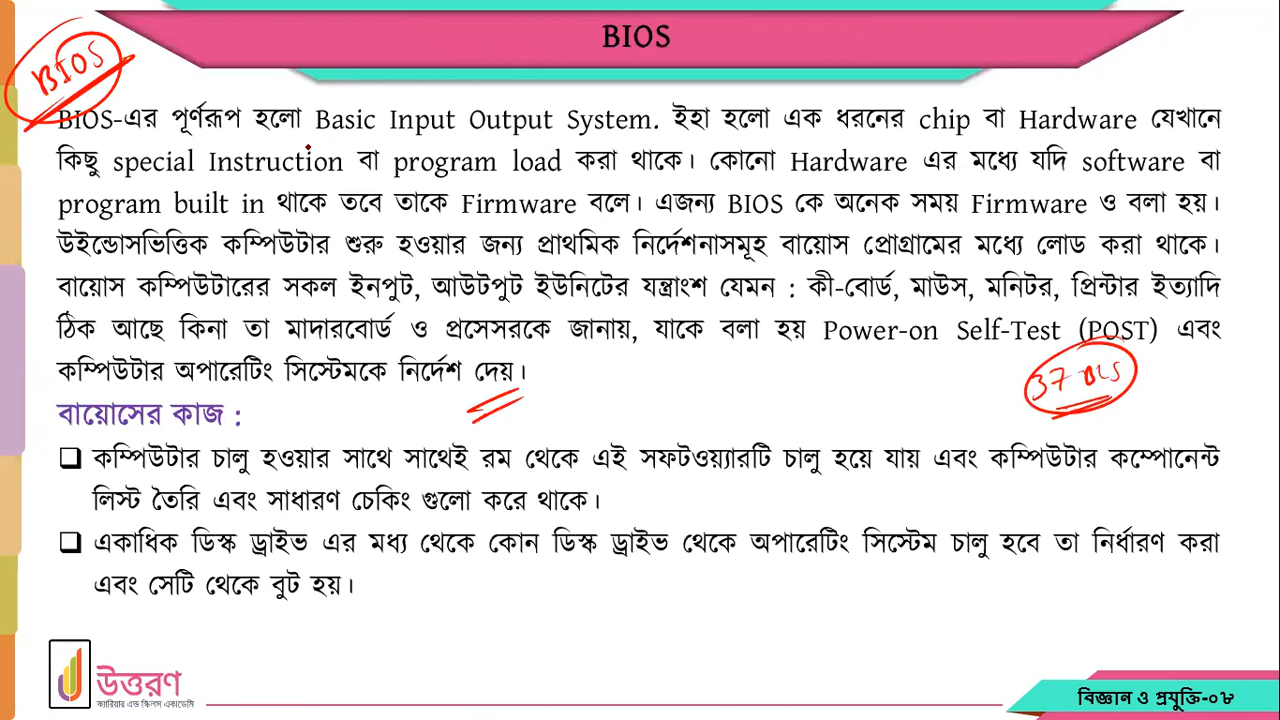 BIOS
BIOS
BIOS-এর পূর্ণরূপ হলো Basic Input Output System. ইহা হলো এক ধরনের chip বা Hardware যেখানে
কিছু special Instruction বা program load করা থাকে। কোনো Hardware এর মধ্যে যদি software বা
program built in থাকে তবে তাকে Firmware বলে। এজন্য BIOS কে অনেক সময় Firmware ও বলা হয়।
উইন্ডোসভিত্তিক কম্পিউটার শুরু হওয়ার জন্য প্রাথমিক নির্দেশনাসমূহ বায়োস প্রোগ্রামের মধ্যে লোড করা থাকে।
বায়োস কম্পিউটারের সকল ইনপুট, আউটপুট ইউনিটের যন্ত্রাংশ যেমন : কী-বোর্ড, মাউস, মনিটর, প্রিন্টার ইত্যাদি
ঠিক আছে কিনা তা মাদারবোর্ড ও প্রসেসরকে জানায়, যাকে বলা হয় Power-on Self-Test (POST) এবং
কম্পিউটার অপারেটিং সিস্টেমকে নির্দেশ দেয়।
37 BCS
বায়োসের কাজ :
কম্পিউটার চালু হওয়ার সাথে সাথেই রম থেকে এই সফটওয়্যারটি চালু হয়ে যায় এবং কম্পিউটার কম্পোনেন্ট
লিস্ট তৈরি এবং সাধারণ চেকিং গুলো করে থাকে।
একাধিক ডিস্ক ড্রাইভ এর মধ্য থেকে কোন ডিস্ক ড্রাইভ থেকে অপারেটিং সিস্টেম চালু হবে তা নির্ধারণ করা
এবং সেটি থেকে বুট হয়।
উত্তরণ
ক্যারিয়ার এন্ড স্কিলস একাডেমি
বিজ্ঞান ও প্রযুক্তি-০৮